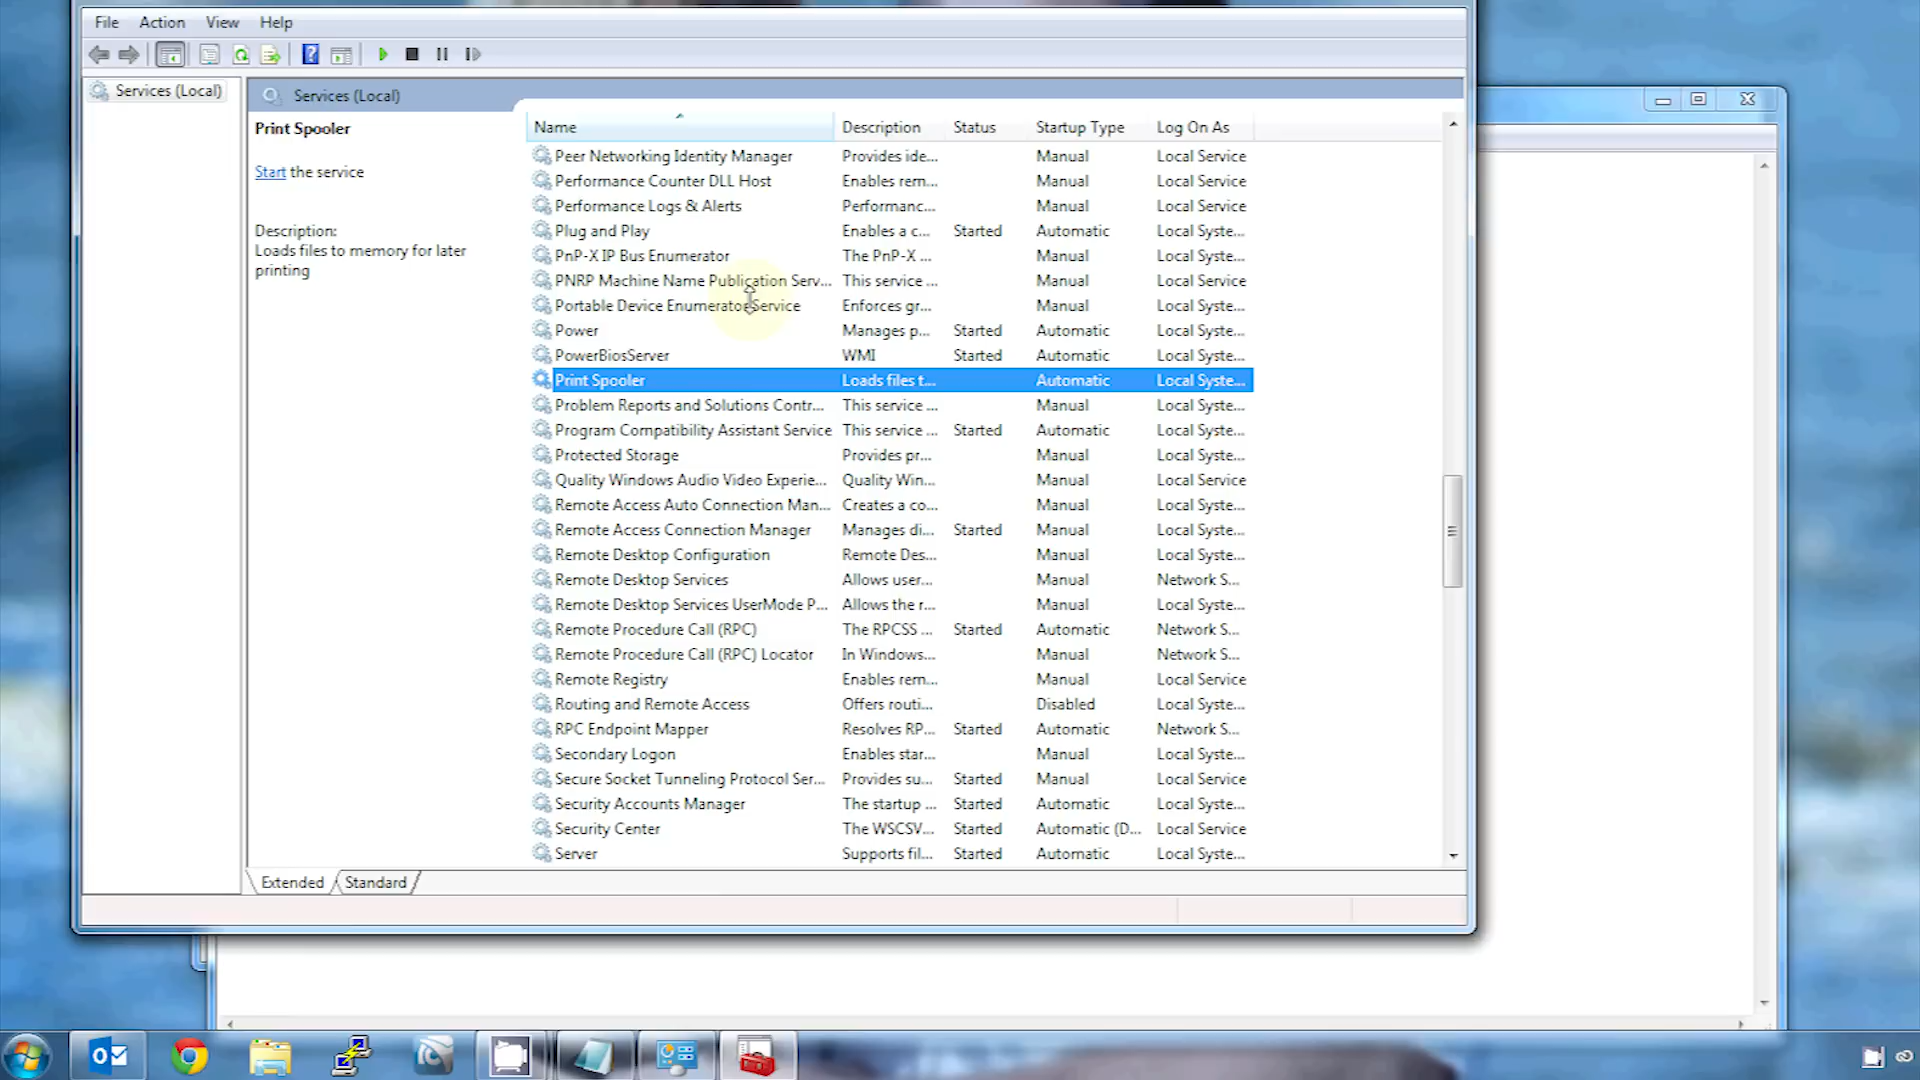 File Action View Help
Services (Local)
Services (Local)
Print Spooler
Start the service
Description:
Loads files to memory for later
printing
Name Description Status Startup Type Log On As
Peer Networking Identity Manager Provides ide... Manual Local Service
Performance Counter DLL Host Enables rem... Manual Local Service
Performance Logs & Alerts Performanc... Manual Local Service
Plug and Play Enables a c... Started Automatic Local Syste...
PnP-X IP Bus Enumerator The PnP-X ... Manual Local Syste...
PNRP Machine Name Publication Serv... This service ... Manual Local Service
Portable Device Enumerator Service Enforces gr... Manual Local Syste...
Power Manages p... Started Automatic Local Syste...
PowerBiosServer WMI Started Automatic Local Syste...
Print Spooler Loads files t... Automatic Local Syste...
Problem Reports and Solutions Contr... This service ... Manual Local Syste...
Program Compatibility Assistant Service This service ... Started Automatic Local Syste...
Protected Storage Provides pr... Manual Local Syste...
Quality Windows Audio Video Experie... Quality Win... Manual Local Service
Remote Access Auto Connection Man... Creates a co... Manual Local Syste...
Remote Access Connection Manager Manages di... Started Manual Local Syste...
Remote Desktop Configuration Remote Des... Manual Local Syste...
Remote Desktop Services Allows user... Manual Network S...
Remote Desktop Services UserMode P... Allows the r... Manual Local Syste...
Remote Procedure Call (RPC) The RPCSS ... Started Automatic Network S...
Remote Procedure Call (RPC) Locator In Windows... Manual Network S...
Remote Registry Enables rem... Manual Local Service
Routing and Remote Access Offers routi... Disabled Local Syste...
RPC Endpoint Mapper Resolves RP... Started Automatic Network S...
Secondary Logon Enables star... Manual Local Syste...
Secure Socket Tunneling Protocol Ser... Provides su... Started Manual Local Service
Security Accounts Manager The startup ... Started Automatic Local Syste...
Security Center The WSCSV... Started Automatic (D... Local Service
Server Supports fil... Started Automatic Local Syste...
Extended Standard